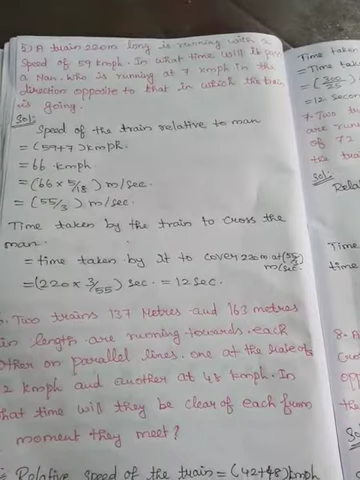 5) A train 220m long is running with a
speed of 59 kmph. In what time will it pass
a Man. who is running at 7 kmph in the
direction opposite to that in which the train
is going.
Sol:
Speed of the train relative to man
= (59+7) kmph.
= 66 kmph.
= (66 x 5/18) m/sec.
= (55/3) m/sec.
Time taken by the train to cross the
man.
= time taken by it to cover 220m at (55/3)
m/sec.
= (220 x 3/55) sec. = 12 sec.
Two trains 137 Metres and 163 metres
in length are running towards each
other on parallel lines. one at the rate of
2 kmph and another at 48 kmph. In
what time will they be clear of each from
moment they meet?
= Relative speed of the train = (42+48) kmph
Time taken
= Time take
= (300/25)
= 12 secon
7. Two tr
are run
of 72
Sol:
Rela
Time
time
8. A
opp
the
So